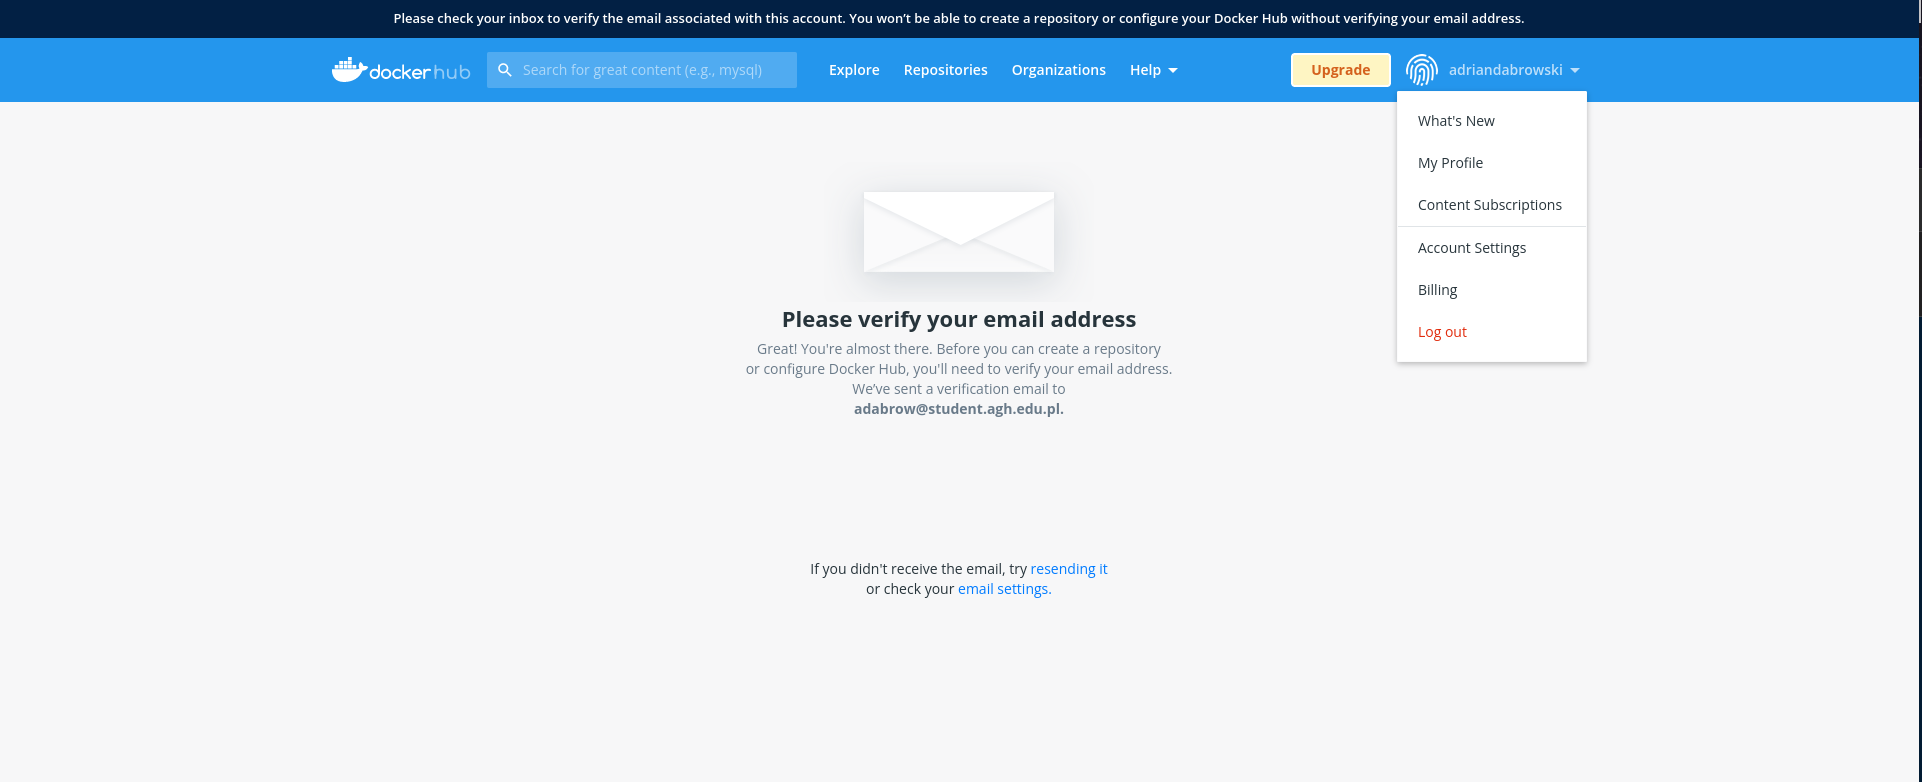 Please check your inbox to verify the email associated with this account. You won’t be able to create a repository or configure your Docker Hub without verifying your email address.
dockerhub
Search for great content (e.g., mysql)
Explore
Repositories
Organizations
Help
Upgrade
adriandabrowski
What's New
My Profile
Content Subscriptions
Account Settings
Billing
Log out
Please verify your email address
Great! You're almost there. Before you can create a repository
or configure Docker Hub, you'll need to verify your email address.
We’ve sent a verification email to
adabrow@student.agh.edu.pl.
If you didn't receive the email, try resending it
or check your email settings.